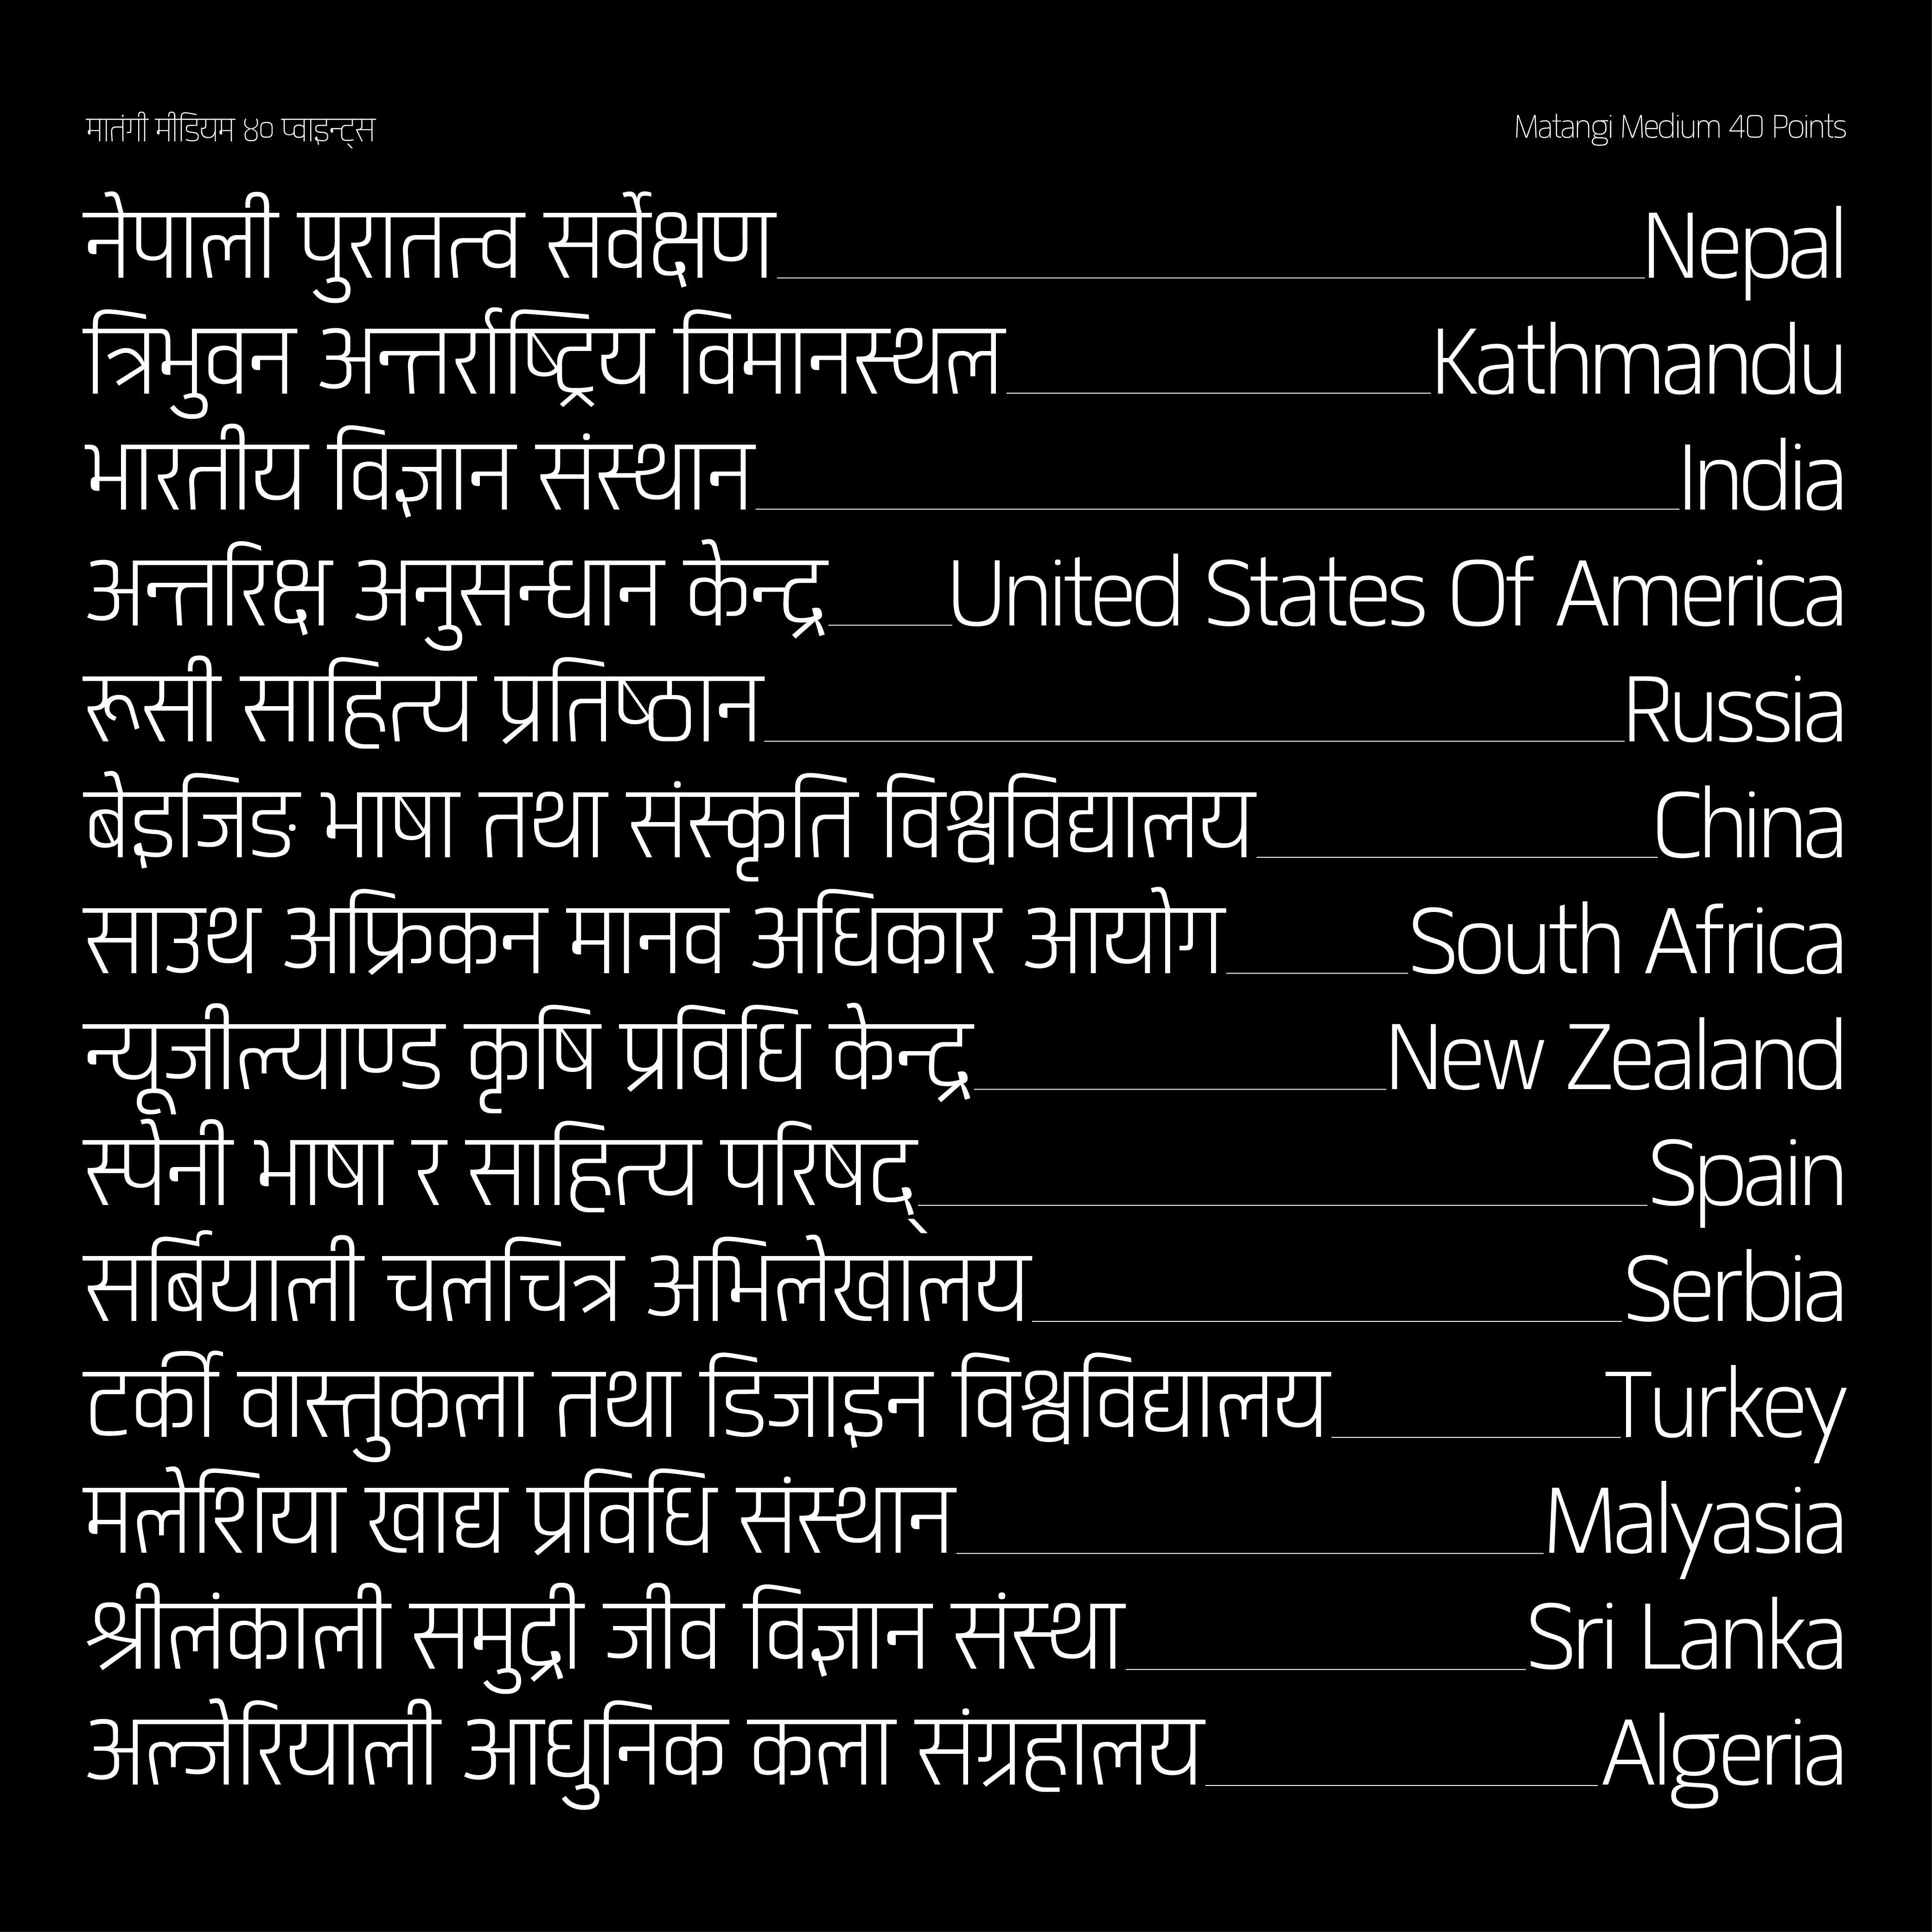 मातंगी मीडियम ४० प्वाइन्ट्स Matangi Medium 40 Points
नेपाली पुरातत्त्व सर्वेक्षण Nepal
त्रिभुवन अन्तर्राष्ट्रिय विमानस्थल Kathmandu
भारतीय विज्ञान संस्थान India
अन्तरिक्ष अनुसन्धान केन्द्र United States Of America
रूसी साहित्य प्रतिष्ठान Russia
बेइजिङ भाषा तथा संस्कृति विश्वविद्यालय China
साउथ अफ्रिकन मानव अधिकार आयोग South Africa
न्यूजील्याण्ड कृषि प्रविधि केन्द्र New Zealand
स्पेनी भाषा र साहित्य परिषद् Spain
सर्बियाली चलचित्र अभिलेखालय Serbia
टर्की वास्तुकला तथा डिजाइन विश्वविद्यालय Turkey
मलेशिया खाद्य प्रविधि संस्थान Malyasia
श्रीलंकाली समुद्री जीव विज्ञान संस्था Sri Lanka
अल्जेरियाली आधुनिक कला संग्रहालय Algeria